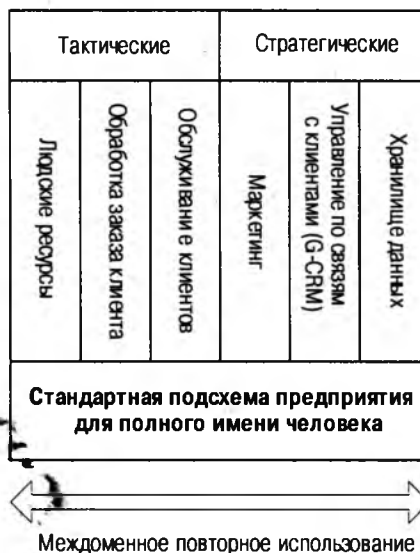 Тактические
Стратегические
Людские ресурсы
Обработка заказа клиента
Обслуживани е клиентов
Маркетинг
Управление по связям
с клиентами (G-CRM)
Хранилище данных
Стандартная подсхема предприятия
для полного имени человека
Междоменное повторное использование